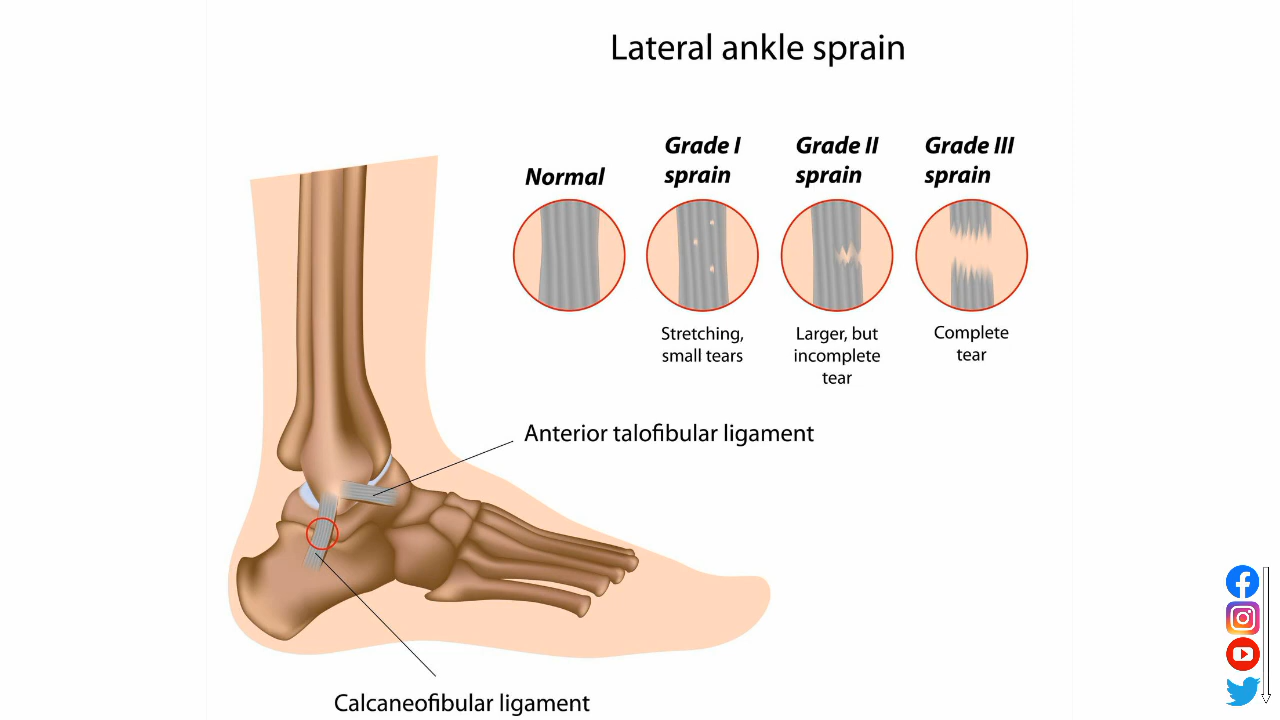 Lateral ankle sprain
Normal
Grade I
sprain
Grade II
sprain
Grade III
sprain
Stretching,
small tears
Larger, but
incomplete
tear
Complete
tear
Anterior talofibular ligament
Calcaneofibular ligament